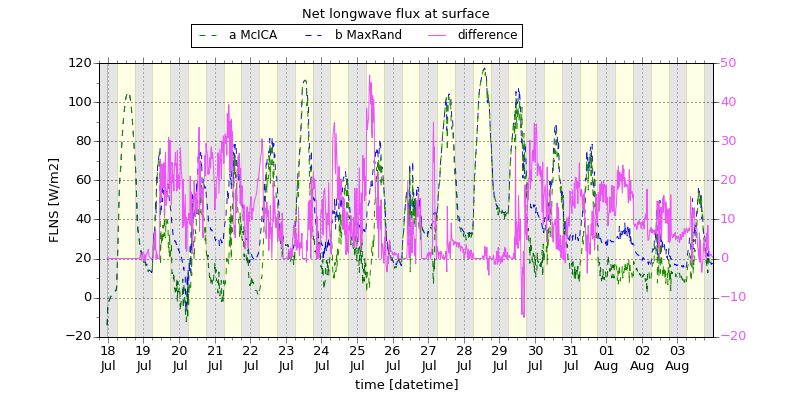 Net longwave flux at surface
a McICA b MaxRand difference
120 50
100 40
80 30
60 20
40 10
20 0
0 −10
−20 −20
FLNS [W/m2]
18 19 20 21 22 23 24 25 26 27 28 29 30 31 01 02 03
Jul Jul Jul Jul Jul Jul Jul Jul Jul Jul Jul Jul Jul Jul Aug Aug Aug
time [datetime]